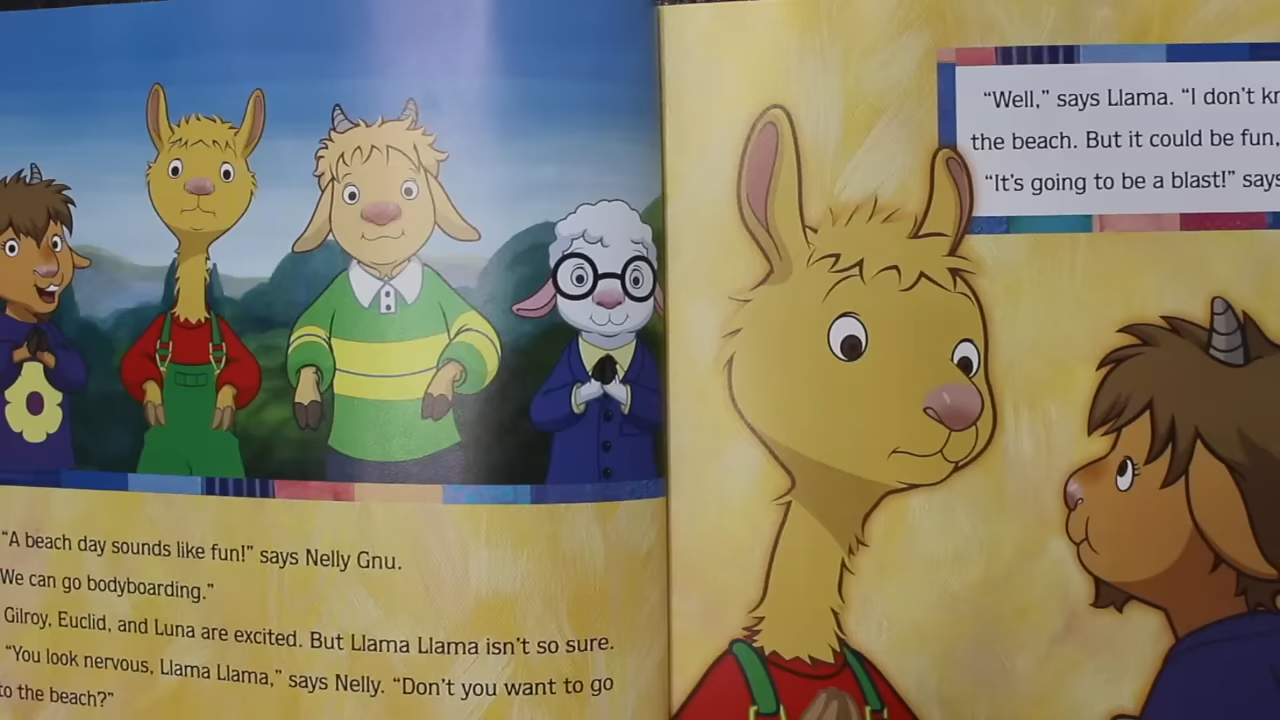 “A beach day sounds like fun!” says Nelly Gnu.
We can go bodyboarding.”
Gilroy, Euclid, and Luna are excited. But Llama Llama isn’t so sure.
“You look nervous, Llama Llama,” says Nelly. “Don’t you want to go
to the beach?”
“Well,” says Llama. “I don’t
the beach. But it could be fun,
“It’s going to be a blast!” says